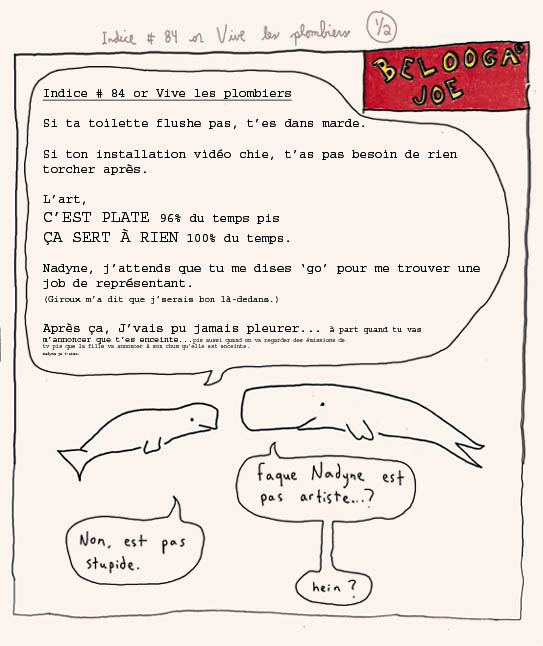 Indice # 84 or Vive les plombiers 1/2
BELOOGA
JOE
Indice # 84 or Vive les plombiers
Si ta toilette flushe pas, t'es dans marde.
Si ton installation vidéo chie, t'as pas besoin de rien
torcher après.
L'art,
C'EST PLATE 96% du temps pis
ÇA SERT À RIEN 100% du temps.
Nadyne, j'attends que tu me dises 'go' pour me trouver une
job de représentant.
(Giroux m'a dit que j'serais bon là-dedans.)
Après ça, J'vais pu jamais pleurer... à part quand tu vas
m'annoncer que t'es enceinte...pis aussi quand on va regarder des émissions de
tv pis que la fille va annoncer à son chum qu'elle est enceinte.
Nadyne je t'aime.
faque Nadyne est
pas artiste...?
Non, est pas
stupide.
hein ?